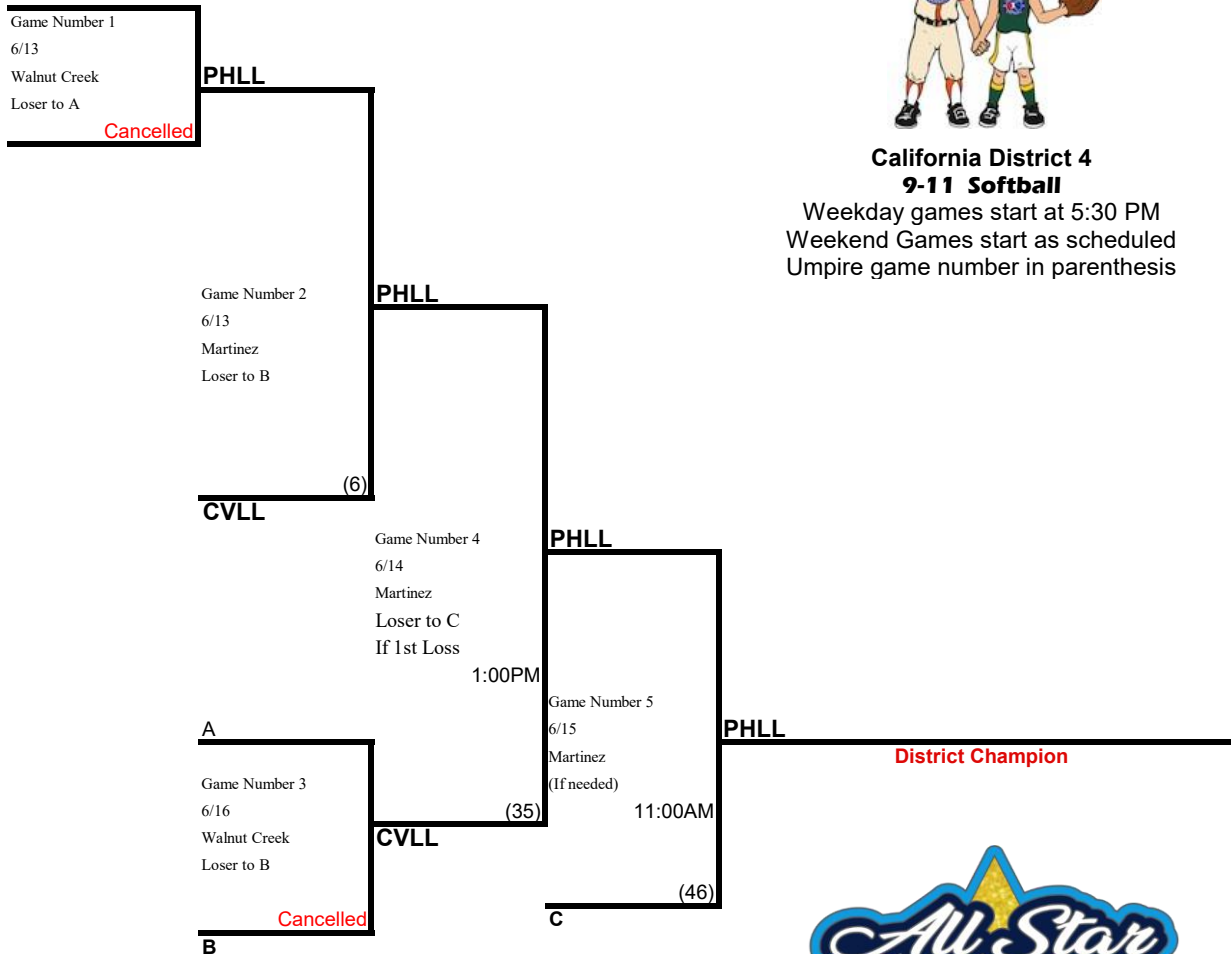 Game Number 1
6/13
Walnut Creek
Loser to A
Cancelled
PHLL
California District 4
9-11 Softball
Weekday games start at 5:30 PM
Weekend Games start as scheduled
Umpire game number in parenthesis
Game Number 2
6/13
Martinez
Loser to B
(6)
PHLL
CVLL
Game Number 4
6/14
Martinez
Loser to C
If 1st Loss
1:00PM
(35)
PHLL
A
Game Number 3
6/16
Walnut Creek
Loser to B
Cancelled
B
CVLL
Game Number 5
6/15
Martinez
(If needed)
11:00AM
(46)
C
PHLL
District Champion
All Star